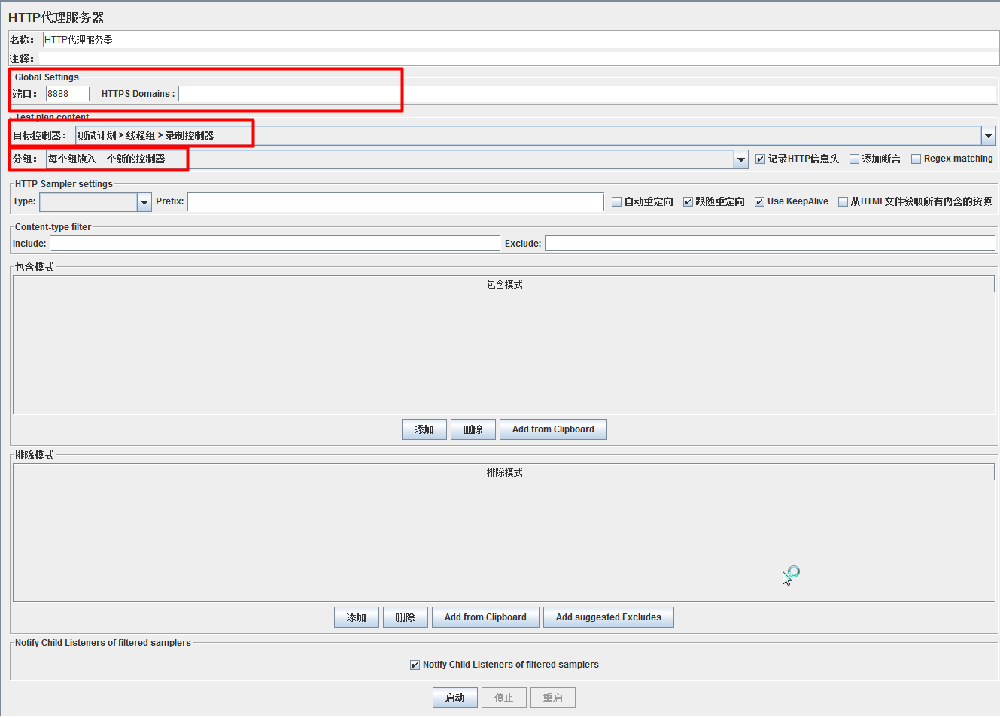 HTTP代理服务器
名称： HTTP代理服务器
注释：
Global Settings
端口： 8888 HTTPS Domains :
Test plan content
目标控制器： 测试计划 > 线程组 > 录制控制器
分组： 每个组放入一个新的控制器 记录HTTP信息头 添加断言 Regex matching
HTTP Sampler settings
Type: Prefix: 自动重定向 跟随重定向 Use KeepAlive 从HTML文件获取所有内含的资源
Content-type filter
Include: Exclude:
包含模式
包含模式
添加 删除 Add from Clipboard
排除模式
排除模式
添加 删除 Add from Clipboard Add suggested Excludes
Notify Child Listeners of filtered samplers
Notify Child Listeners of filtered samplers
启动 停止 重启